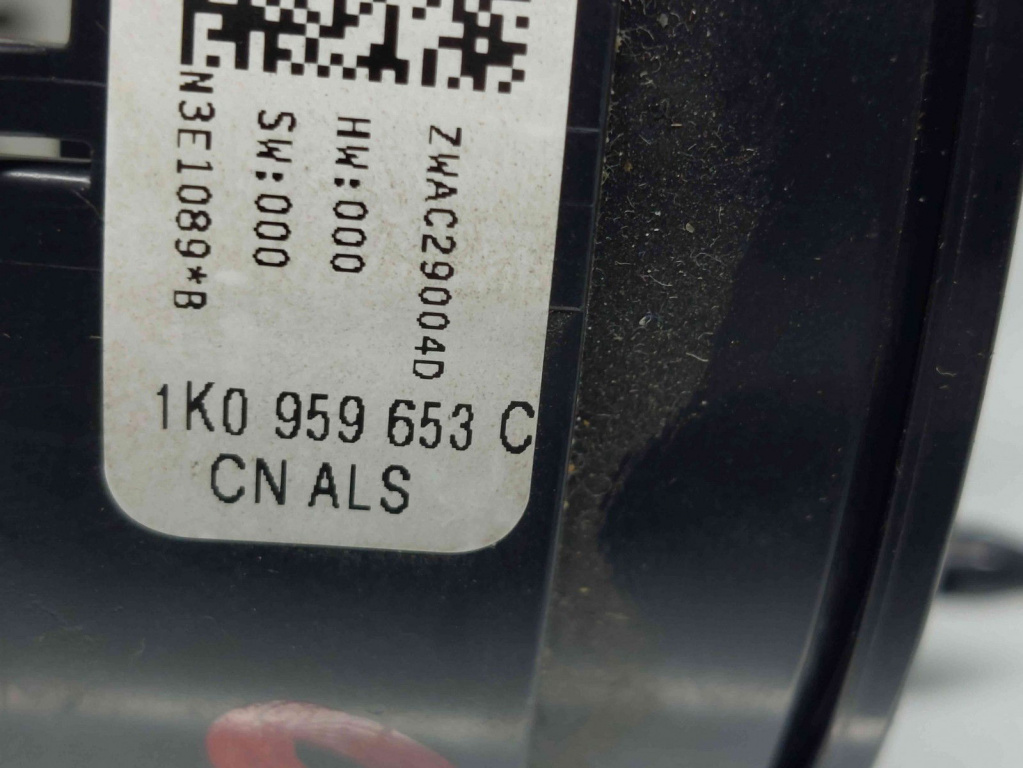 N3E1089*B
SW:000
HW:000
ZWAC29004D
1K0 959 653 C
CN ALS